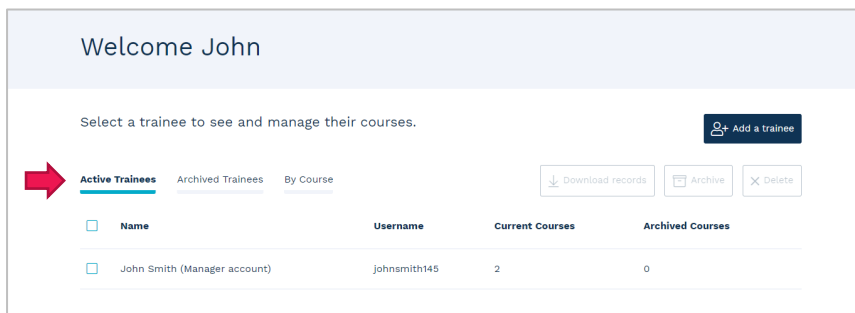 Welcome John
Select a trainee to see and manage their courses.
Add a trainee
Active Trainees Archived Trainees By Course Download records Archive Delete
Name Username Current Courses Archived Courses
John Smith (Manager account) johnsmith145 2 0